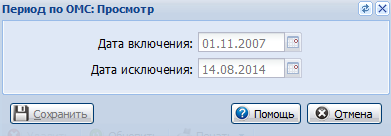 Период по ОМС: Просмотр
Дата включения: 01.11.2007
Дата исключения: 14.08.2014
Сохранить Помощь Отмена